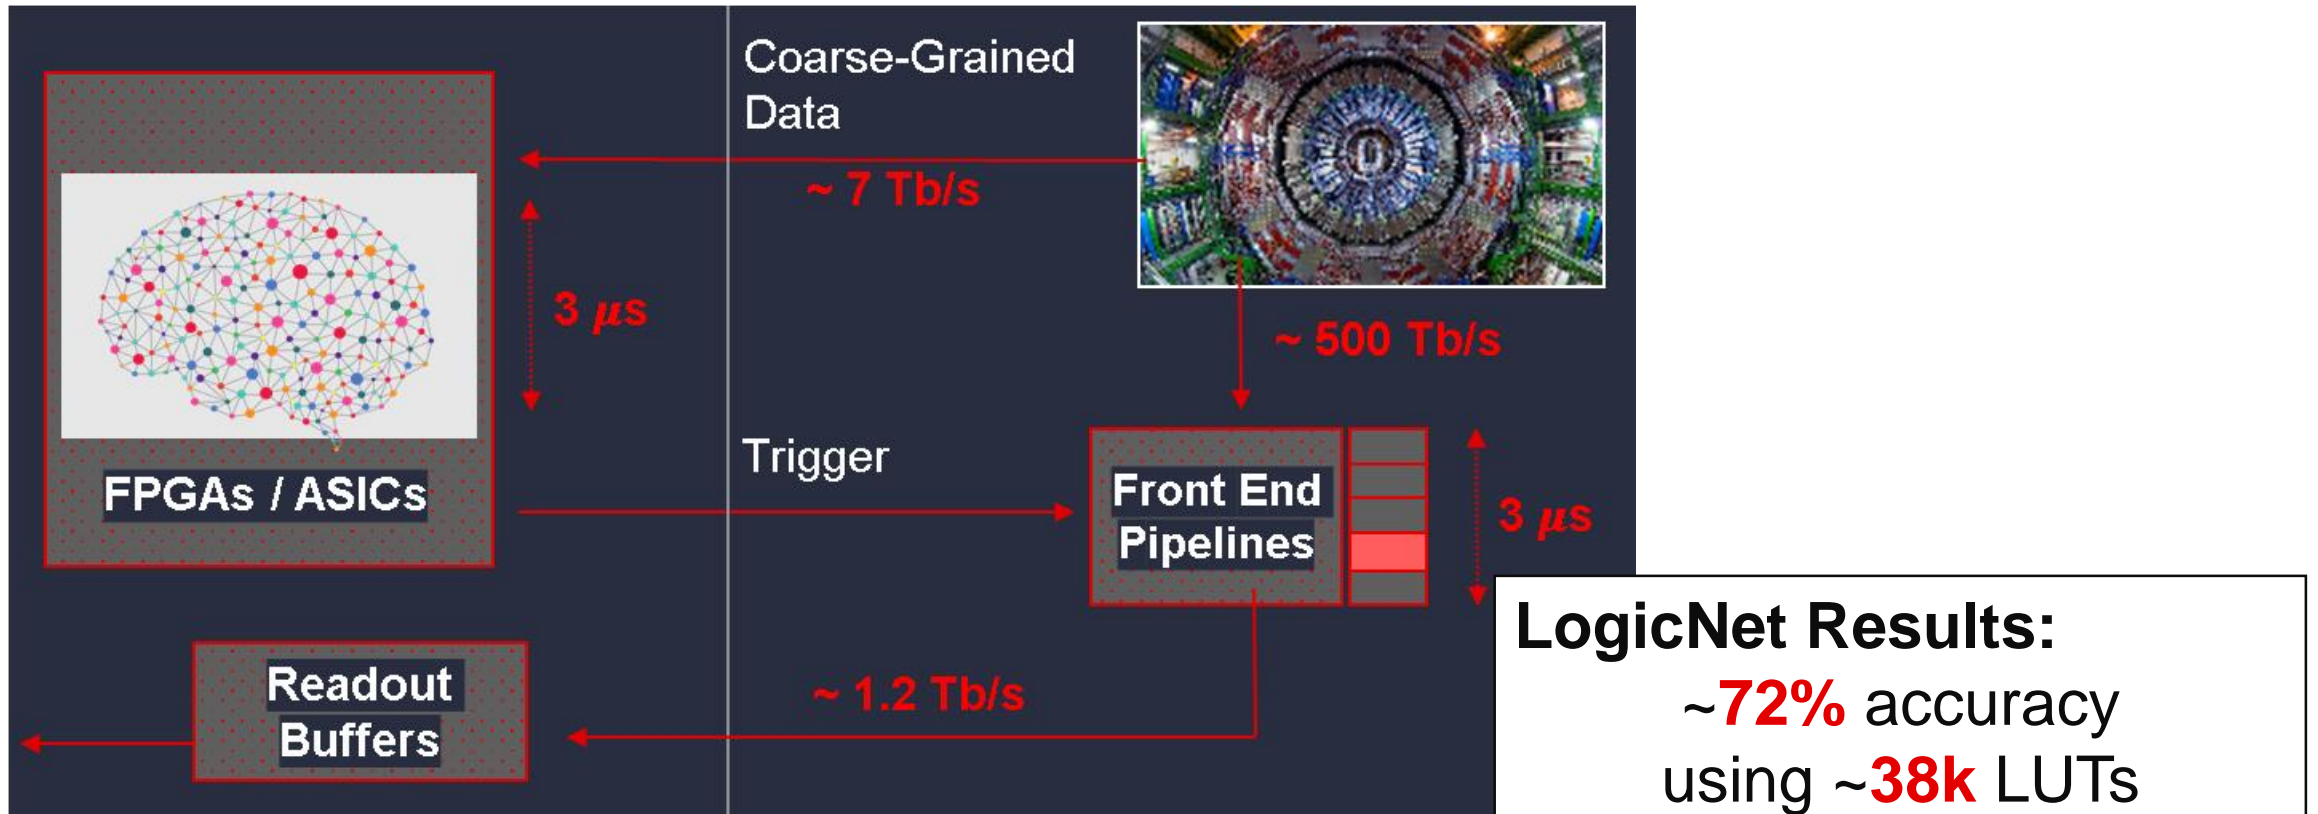 Coarse-Grained
Data
~ 7 Tb/s
3 μs
~ 500 Tb/s
FPGAs / ASICs
Trigger
Front End
Pipelines
3 μs
Readout
Buffers
~ 1.2 Tb/s
LogicNet Results:
~72% accuracy
using ~38k LUTs